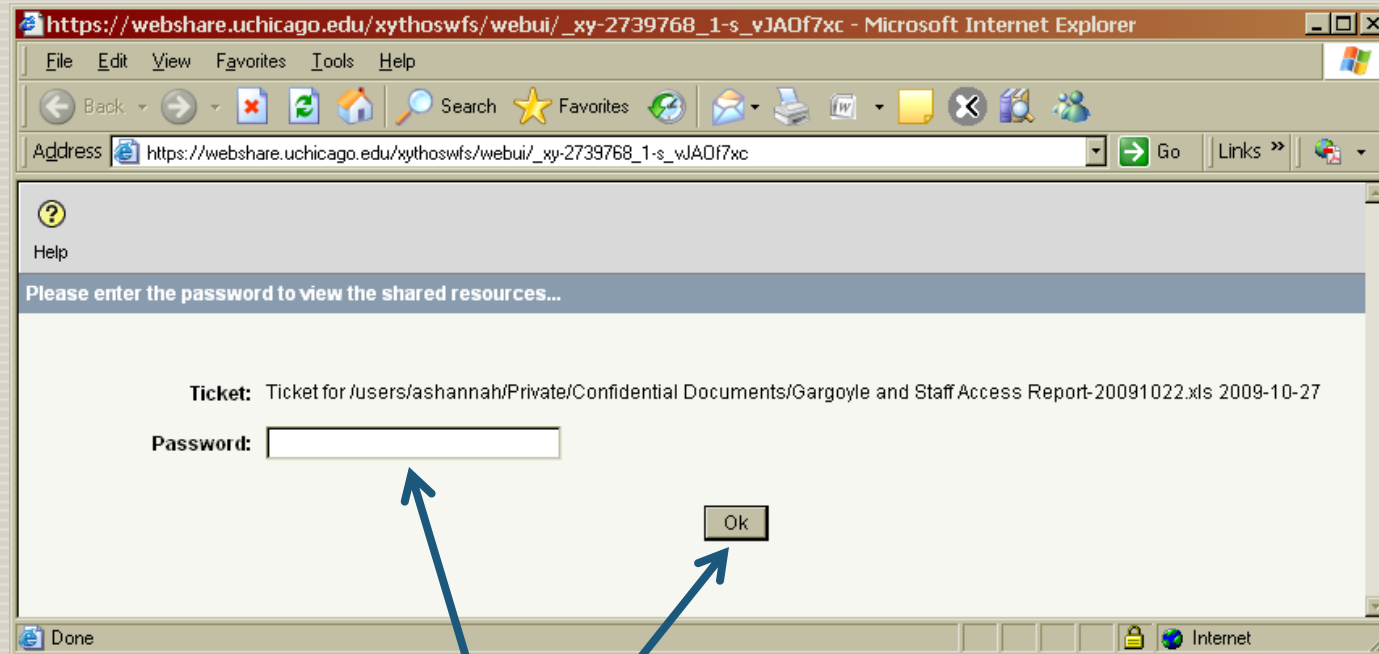 https://webshare.uchicago.edu/xythoswfs/webui/_xy-2739768_1-s_vJAOf7xc - Microsoft Internet Explorer
File Edit View Favorites Tools Help
Back Search Favorites
Address https://webshare.uchicago.edu/xythoswfs/webui/_xy-2739768_1-s_vJAOf7xc Go Links »
Help
Please enter the password to view the shared resources...
Ticket: Ticket for /users/ashannah/Private/Confidential Documents/Gargoyle and Staff Access Report-20091022.xls 2009-10-27
Password:
Ok
Done Internet